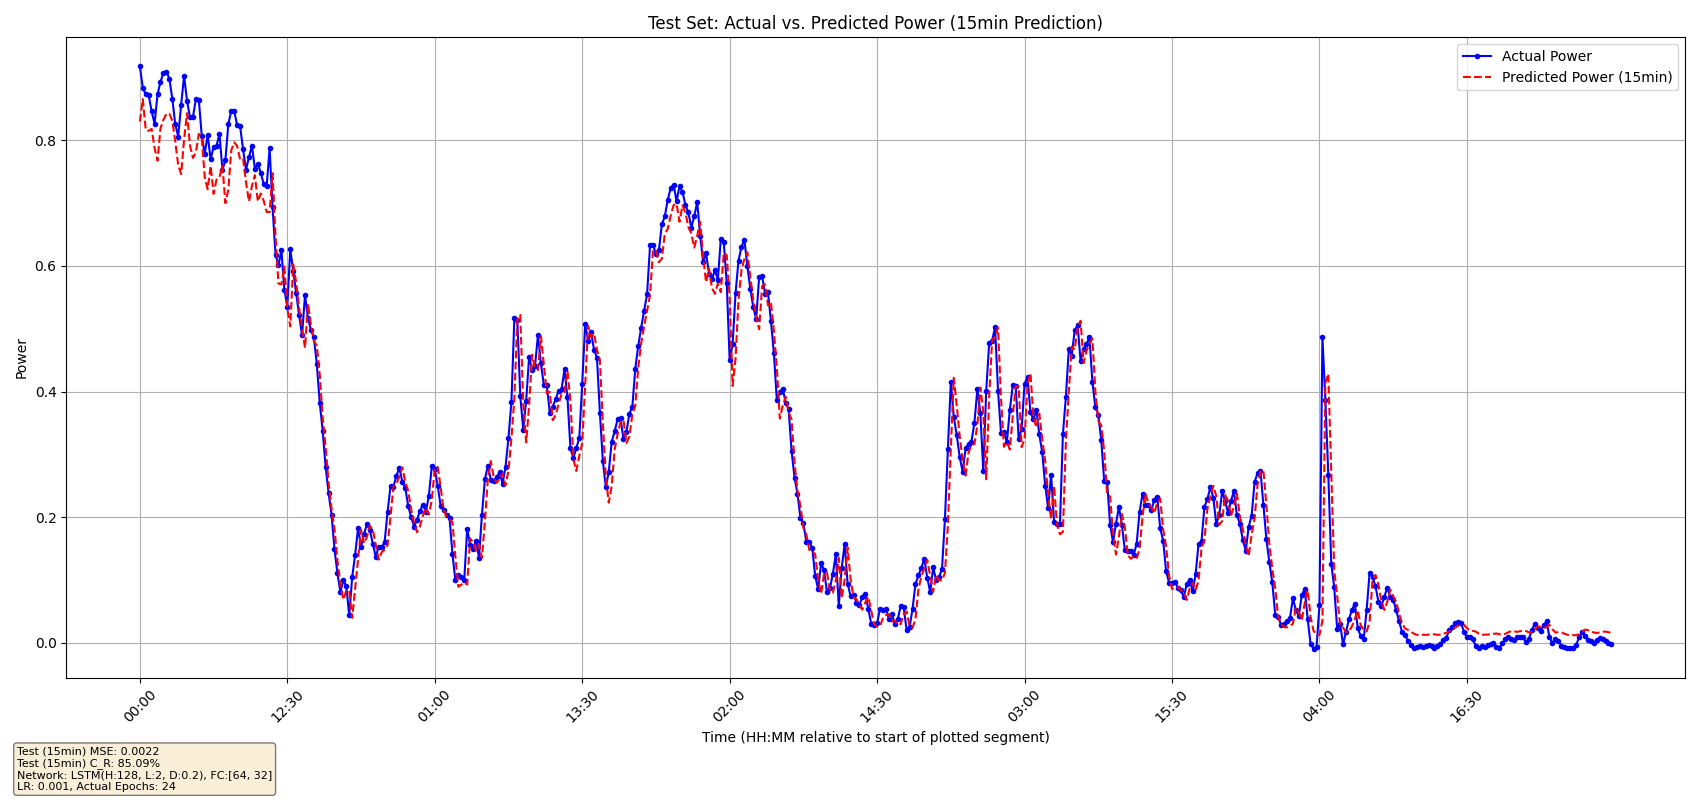 Test Set: Actual vs. Predicted Power (15min Prediction)
Actual Power
Predicted Power (15min)
Power
0.8
0.6
0.4
0.2
0.0
00:00
12:30
01:00
13:30
02:00
14:30
03:00
15:30
04:00
16:30
Time (HH:MM relative to start of plotted segment)
Test (15min) MSE: 0.0022
Test (15min) C_R: 85.09%
Network: LSTM(H:128, L:2, D:0.2), FC:[64, 32]
LR: 0.001, Actual Epochs: 24